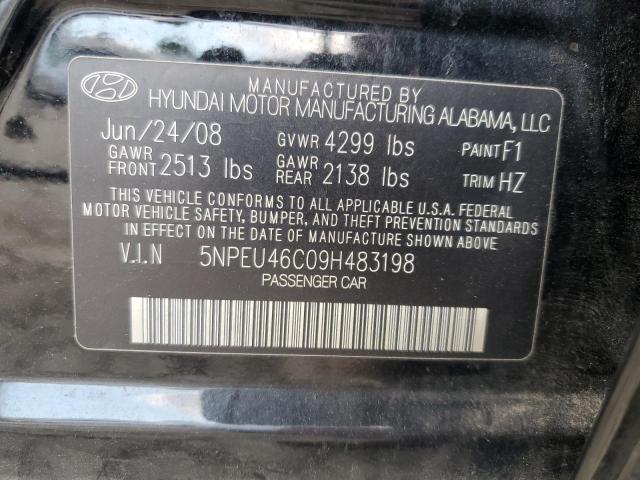 MANUFACTURED BY
HYUNDAI MOTOR MANUFACTURING ALABAMA, LLC
Jun/24/08 GVWR 4299 lbs PAINT F1
GAWR FRONT 2513 lbs GAWR REAR 2138 lbs TRIM HZ
THIS VEHICLE CONFORMS TO ALL APPLICABLE U.S.A. FEDERAL
MOTOR VEHICLE SAFETY, BUMPER, AND THEFT PREVENTION
STANDARDS IN EFFECT ON THE DATE OF MANUFACTURE SHOWN ABOVE
V.I.N 5NPEU46C09H483198
PASSENGER CAR